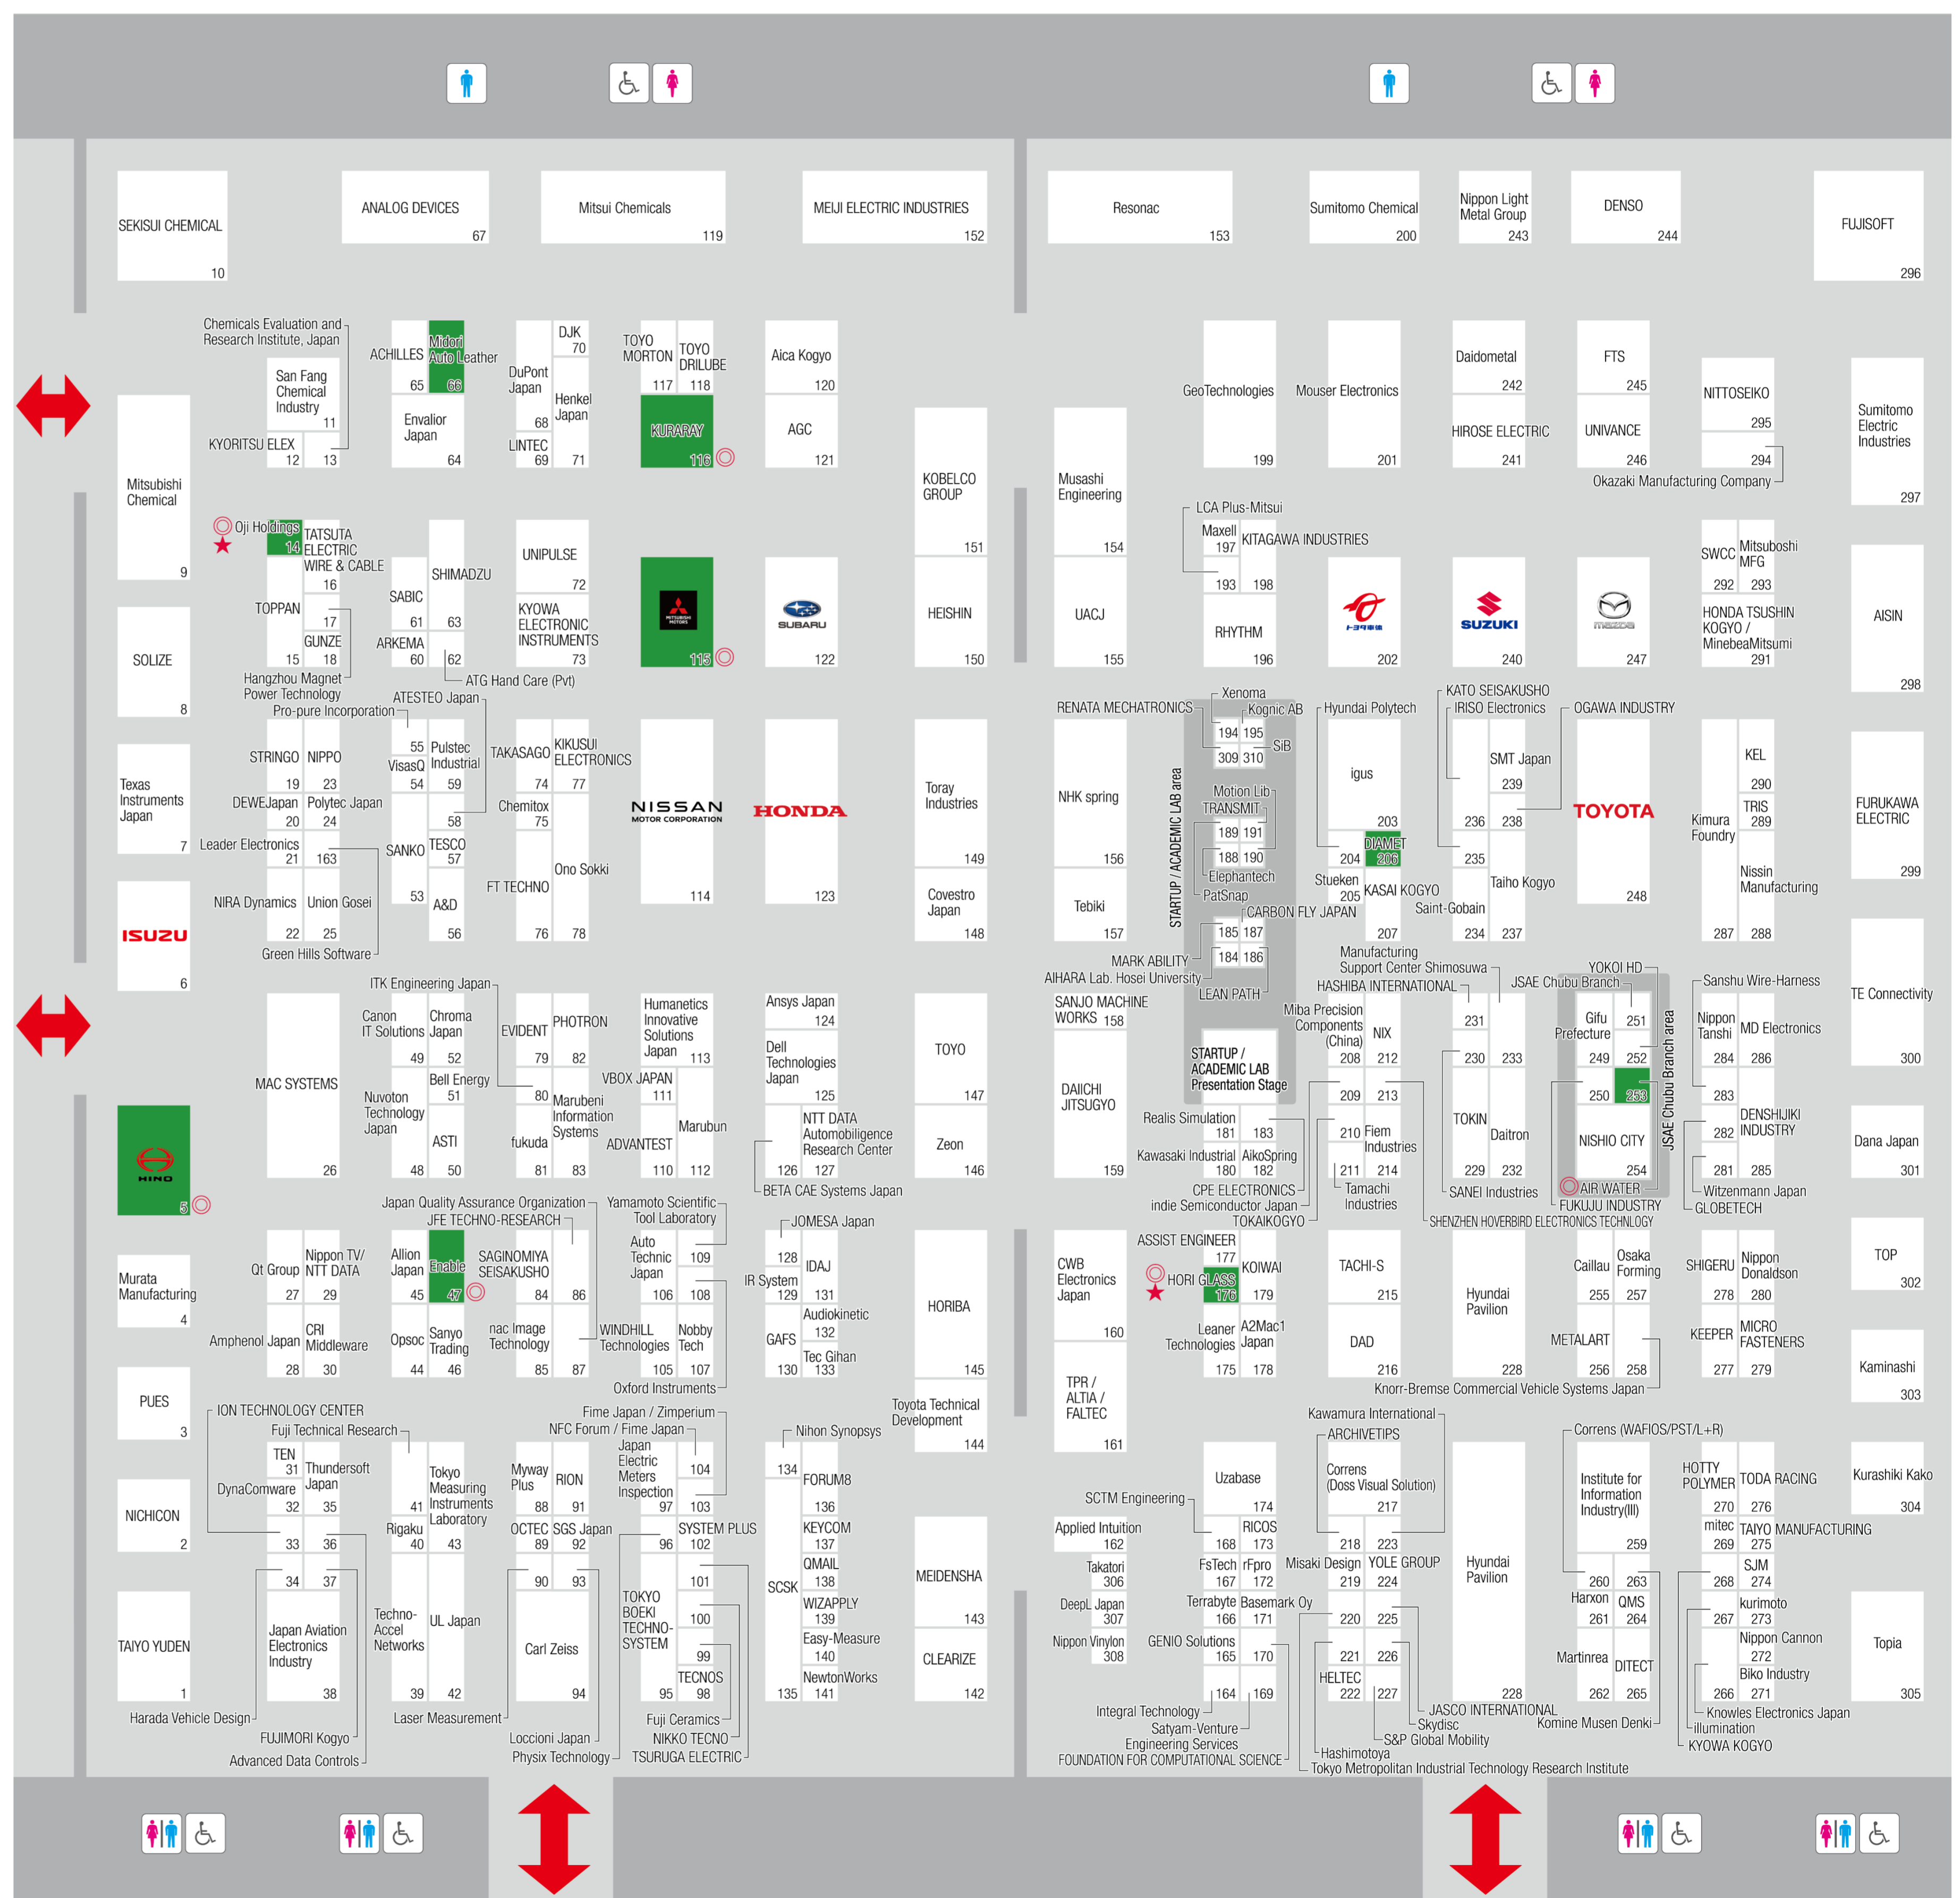 SEKISUI CHEMICAL
10
ANALOG DEVICES
67
Mitsui Chemicals
119
MEIJI ELECTRIC INDUSTRIES
152
Resonac
153
Sumitomo Chemical
200
Nippon Light
Metal Group
243
DENSO
244
FUJISOFT
296
Chemicals Evaluation and
Research Institute, Japan
San Fang
Chemical
Industry
11
KYORITSU ELEX
12
13
ACHILLES
65
Midori
Auto Leather
66
Envalior
Japan
64
DuPont
Japan
68
DJK
70
Henkel
Japan
LINTEC
69
71
TOYO
MORTON
117
TOYO
DRILUBE
118
KURARAY
116
Aica Kogyo
120
AGC
121
Mitsubishi
Chemical
9
KOBELCO
GROUP
151
Musashi
Engineering
154
GeoTechnologies
199
Mouser Electronics
201
Daidometal
242
HIROSE ELECTRIC
241
FTS
245
UNIVANCE
246
NITTOSEIKO
295
294
Okazaki Manufacturing Company
Sumitomo
Electric
Industries
297
Oji Holdings
14
TATSUTA
ELECTRIC
WIRE & CABLE
16
TOPPAN
17
GUNZE
15
18
Hangzhou Magnet
Power Technology
SABIC
61
SHIMADZU
63
ARKEMA
60
62
ATG Hand Care (Pvt)
UNIPULSE
72
KYOWA
ELECTRONIC
INSTRUMENTS
73
MITSUBISHI
MOTORS
115
SUBARU
122
HEISHIN
150
UACJ
155
LCA Plus-Mitsui
Maxell
197
KITAGAWA INDUSTRIES
193
198
RHYTHM
196
トヨタ車体
202
SUZUKI
240
mazda
247
SWCC
292
Mitsuboshi
MFG
293
HONDA TSUSHIN
KOGYO /
MinebeaMitsumi
291
AISIN
298
SOLIZE
8
Pro-pure Incorporation
ATESTEO Japan
STRINGO
19
NIPPO
23
DEWEJapan
20
Polytec Japan
24
Leader Electronics
21
163
NIRA Dynamics
22
Union Gosei
25
Green Hills Software
55
VisasQ
54
Pulstec
Industrial
59
58
SANKO
53
TESCO
57
A&D
56
TAKASAGO
74
KIKUSUI
ELECTRONICS
77
Chemitox
75
FT TECHNO
76
Ono Sokki
78
NISSAN
MOTOR CORPORATION
114
HONDA
123
Toray
Industries
149
Covestro
Japan
148
NHK spring
156
Tebiki
157
RENATA MECHATRONICS
Xenoma
Kognic AB
194
195
309
310
SiB
STARTUP / ACADEMIC LAB area
Motion Lib
TRANSMIT
189
191
188
190
Elephantech
PatSnap
CARBON FLY JAPAN
185
187
184
186
MARK ABILITY
AIHARA Lab. Hosei University
LEAN PATH
STARTUP /
ACADEMIC LAB
Presentation Stage
Hyundai Polytech
igus
203
204
DIAMET
206
Stueken
205
KASAI KOGYO
207
KATO SEISAKUSHO
IRISO Electronics
OGAWA INDUSTRY
SMT Japan
239
236
238
235
Taiho Kogyo
Saint-Gobain
234
237
TOYOTA
248
Kimura
Foundry
287
KEL
290
TRIS
289
Nissin
Manufacturing
288
FURUKAWA
ELECTRIC
299
Texas
Instruments
Japan
7
ISUZU
6
ITK Engineering Japan
MAC SYSTEMS
26
Canon
IT Solutions
49
Chroma
Japan
52
Nuvoton
Technology
Japan
48
Bell Energy
51
ASTI
50
EVIDENT
79
PHOTRON
82
80
Marubeni
Information
Systems
fukuda
81
83
Humanetics
Innovative
Solutions
Japan
113
VBOX JAPAN
111
ADVANTEST
110
Marubun
112
Ansys Japan
124
Dell
Technologies
Japan
125
NTT DATA
Automobiligence
Research Center
126
127
BETA CAE Systems Japan
TOYO
147
Zeon
146
SANJO MACHINE
WORKS
158
DAIICHI
JITSUGYO
159
Realis Simulation
181
183
Kawasaki Industrial
180
AikoSpring
182
CPE ELECTRONICS
indie Semiconductor Japan
TOKAIKOGYO
Miba Precision
Components
(China)
208
NIX
212
209
213
210
Fiem
Industries
211
214
Tamachi
Industries
Manufacturing
Support Center Shimosuwa
HASHIBA INTERNATIONAL
231
230
233
TOKIN
229
Daitron
232
SANEI Industries
SHENZHEN HOVERBIRD ELECTRONICS TECHNLOGY
YOKOI HD
JSAE Chubu Branch
Gifu
Prefecture
249
251
252
250
253
NISHIO CITY
254
AIR WATER
FUKUJU INDUSTRY
JSAE Chubu Branch area
Sanshu Wire-Harness
Nippon
Tanshi
284
MD Electronics
286
283
282
DENSHIJIKI
INDUSTRY
281
285
Witzenmann Japan
GLOBETECH
TE Connectivity
300
Dana Japan
301
HINO
5
Japan Quality Assurance Organization
JFE TECHNO-RESEARCH
Yamamoto Scientific
Tool Laboratory
Qt Group
27
Nippon TV/
NTT DATA
29
Amphenol Japan
28
CRI
Middleware
30
Allion
Japan
45
Enable
47
Opsoc
44
Sanyo
Trading
46
SAGINOMIYA
SEISAKUSHO
84
86
nac Image
Technology
85
87
Auto
Technic
Japan
106
109
108
WINDHILL
Technologies
105
Nobby
Tech
107
Oxford Instruments
JOMESA Japan
128
IDAJ
IR System
129
131
Audiokinetic
132
GAFS
130
Tec Gihan
133
HORIBA
145
Toyota Technical
Development
144
CWB
Electronics
Japan
160
TPR /
ALTIA /
FALTEC
161
ASSIST ENGINEER
177
HORI GLASS
176
KOIWAI
179
Leaner
Technologies
175
A2Mac1
Japan
178
TACHI-S
215
DAD
216
Hyundai
Pavilion
228
Caillau
255
Osaka
Forming
257
METALART
256
258
Knorr-Bremse Commercial Vehicle Systems Japan
SHIGERU
278
Nippon
Donaldson
280
KEEPER
277
MICRO
FASTENERS
279
TOP
302
Kaminashi
303
Murata
Manufacturing
4
PUES
3
NICHICON
2
TAIYO YUDEN
1
ION TECHNOLOGY CENTER
Fuji Technical Research
TEN
31
Thundersoft
Japan
35
DynaComware
32
33
36
34
37
Japan Aviation
Electronics
Industry
38
Harada Vehicle Design
FUJIMORI Kogyo
Advanced Data Controls
41
Tokyo
Measuring
Instruments
Laboratory
43
Rigaku
40
Techno-
Accel
Networks
39
UL Japan
42
Myway
Plus
88
RION
91
OCTEC
89
SGS Japan
92
90
93
Carl Zeiss
94
Laser Measurement
Loccioni Japan
Physix Technology
Fime Japan / Zimperium
NFC Forum / Fime Japan
Japan
Electric
Meters
Inspection
97
104
103
96
SYSTEM PLUS
102
101
TOKYO
BOEKI
TECHNO-
SYSTEM
95
100
99
TECNOS
98
Fuji Ceramics
NIKKO TECNO
TSURUGA ELECTRIC
Nihon Synopsys
134
FORUM8
136
KEYCOM
137
QMAIL
138
SCSK
135
WIZAPPLY
139
Easy-Measure
140
NewtonWorks
141
MEIDENSHA
143
CLEARIZE
142
Applied Intuition
162
Takatori
306
DeepL Japan
307
Nippon Vinylon
308
SCTM Engineering
Uzabase
174
168
RICOS
173
FsTech
167
rFpro
172
Terrabyte
166
Basemark Oy
171
GENIO Solutions
165
170
164
169
Integral Technology
Satyam-Venture
Engineering Services
FOUNDATION FOR COMPUTATIONAL SCIENCE
Kawamura International
ARCHIVETIPS
Correns
(Doss Visual Solution)
217
218
223
Misaki Design
219
YOLE GROUP
224
220
225
221
226
HELTEC
222
227
JASCO INTERNATIONAL
Skydisc
S&P Global Mobility
Hashimotoya
Tokyo Metropolitan Industrial Technology Research Institute
Hyundai
Pavilion
228
Correns (WAFIOS/PST/L+R)
Institute for
Information
Industry(III)
259
260
263
Harxon
261
QMS
264
Martinrea
262
DITECT
265
Komine Musen Denki
HOTTY
POLYMER
270
TODA RACING
276
mitec
269
TAIYO MANUFACTURING
275
268
SJM
274
267
kurimoto
273
Nippon Cannon
272
266
Biko Industry
271
Knowles Electronics Japan
illumination
KYOWA KOGYO
Kurashiki Kako
304
Topia
305